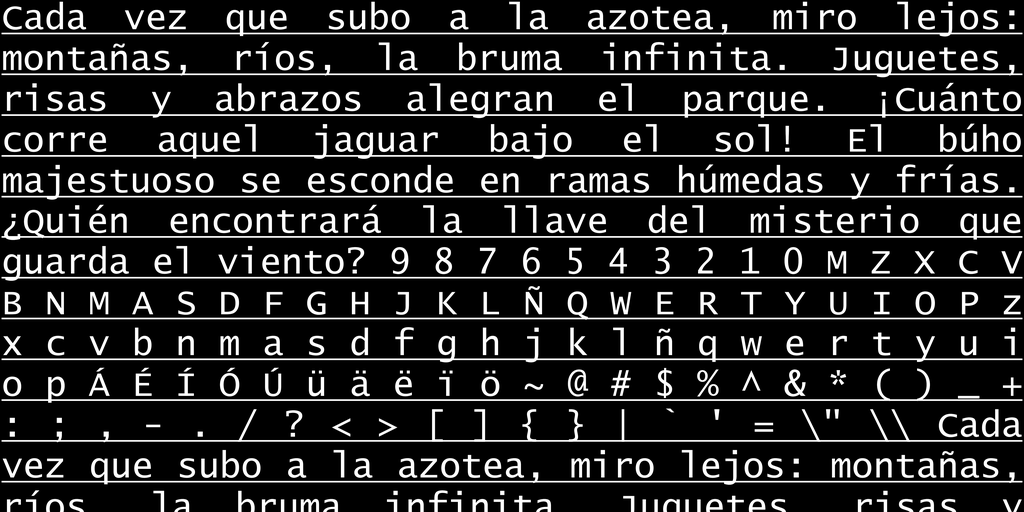 Cada vez que subo a la azotea, miro lejos:
montañas, ríos, la bruma infinita. Juguetes,
risas y abrazos alegran el parque. ¡Cuánto
corre aquel jaguar bajo el sol! El búho
majestuoso se esconde en ramas húmedas y frías.
¿Quién encontrará la llave del misterio que
guarda el viento? 9 8 7 6 5 4 3 2 1 0 M Z X C V
B N M A S D F G H J K L Ñ Q W E R T Y U I O P z
x c v b n m a s d f g h j k l ñ q w e r t y u i
o p Á É Í Ó Ú ü ä ë ï ö ~ @ # $ % ^ & * ( ) _ +
: ; , - . / ? < > [ ] { } | ` ' = \" \\ Cada
vez que subo a la azotea, miro lejos: montañas,
ríos, la bruma infinita. Juguetes, risas y